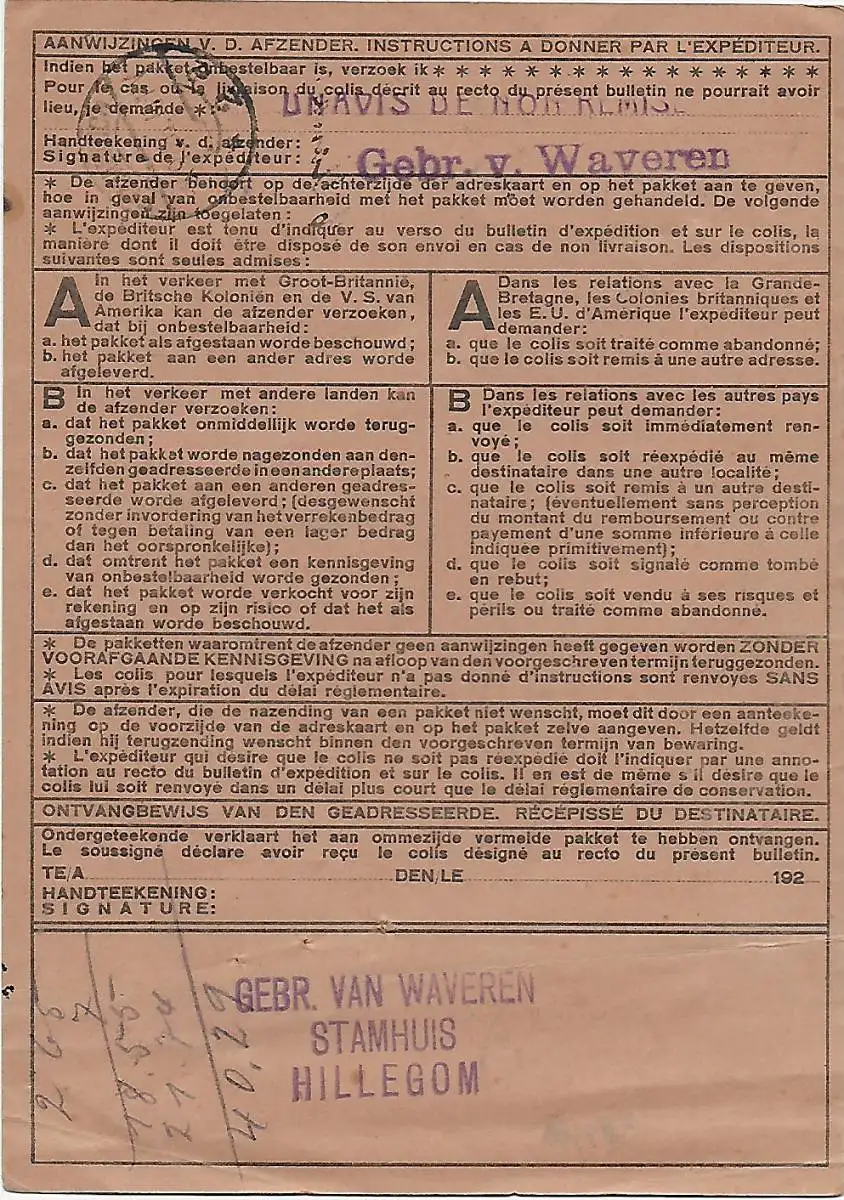 AANWIJZINGEN V. D. AFZENDER. INSTRUCTIONS A DONNER PAR L'EXPÉDITEUR.
Indien het pakket onbestelbaar is, verzoek ik * * * * * * * * * * * * * * * * *
Pour le cas où la livraison du colis décrit au recto du présent bulletin ne pourrait avoir
lieu, je demande *: UN AVIS DE NON REMISE
Handteekening v. d. afzender:
Signature de l'expéditeur: Gebr. v. Waveren
* De afzender behoort op de achterzijde der adreskaart en op het pakket aan te geven,
hoe in geval van onbestelbaarheid met het pakket moet worden gehandeld. De volgende
aanwijzingen zijn toegelaten:
* L'expéditeur est tenu d'indiquer au verso du bulletin d'expédition et sur le colis, la
manière dont il doit être disposé de son envoi en cas de non livraison. Les dispositions
suivantes sont seules admises:
A In het verkeer met Groot-Britannië,
de Britsche Koloniën en de V. S. van
Amerika kan de afzender verzoeken,
dat bij onbestelbaarheid:
a. het pakket als afgestaan worde beschouwd;
b. het pakket aan een ander adres worde
afgeleverd.
A Dans les relations avec la Grande-
Bretagne, les Colonies britanniques et
les E. U. d'Amérique l'expéditeur peut
demander:
a. que le colis soit traité comme abandonné;
b. que le colis soit remis à une autre adresse.
B In het verkeer met andere landen kan
de afzender verzoeken:
a. dat het pakket onmiddellijk worde terug-
gezonden;
b. dat het pakket worde nagezonden aan den-
zelfden geadresseerde in een andere plaats;
c. dat het pakket aan een anderen geadres-
seerde worde afgeleverd; (desgewenscht
zonder invordering van het verrekenbedrag
of tegen betaling van een lager bedrag
dan het oorspronkelijke);
d. dat omtrent het pakket een kennisgeving
van onbestelbaarheid worde gezonden;
e. dat het pakket worde verkocht voor zijn
rekening en op zijn risico of dat het als
afgestaan worde beschouwd.
B Dans les relations avec les autres pays
l'expéditeur peut demander:
a. que le colis soit immédiatement ren-
voyé;
b. que le colis soit réexpédié au même
destinataire dans une autre localité;
c. que le colis soit remis à un autre desti-
nataire; (éventuellement sans perception
du montant du remboursement ou contre
payement d'une somme inférieure à celle
indiquée primitivement);
d. que le colis soit signalé comme tombé
en rebut;
e. que le colis soit vendu à ses risques et
périls ou traité comme abandonné.
* De pakketten waaromtrent de afzender geen aanwijzingen heeft gegeven worden ZONDER
VOORAFGAANDE KENNISGEVING na afloop van den voorgeschreven termijn teruggezonden.
* Les colis pour lesquels l'expéditeur n'a pas donné d'instructions sont renvoyés SANS
AVIS après l'expiration du délai réglementaire.
* De afzender, die de nazending van een pakket niet wenscht, moet dit door een aanteeke-
ning op de voorzijde van de adreskaart en op het pakket zelve aangeven. Hetzelfde geldt
indien hij terugzending wenscht binnen den voorgeschreven termijn van bewaring.
* L'expéditeur qui désire que le colis ne soit pas réexpédié doit l'indiquer par une anno-
tation au recto du bulletin d'expédition et sur le colis. Il en est de même s'il désire que le
colis lui soit renvoyé dans un délai plus court que le délai réglementaire de conservation.
ONTVANGBEWIJS VAN DEN GEADRESSEERDE. RÉCÉPISSÉ DU DESTINATAIRE.
Ondergeteekende verklaart het aan ommezijde vermelde pakket te hebben ontvangen.
Le soussigné déclare avoir reçu le colis désigné au recto du présent bulletin.
TE/A DEN/LE 192
HANDTEEKENING:
SIGNATURE:
GEBR. VAN WAVEREN
STAMHUIS
HILLEGOM
265
7
18.55
40,29